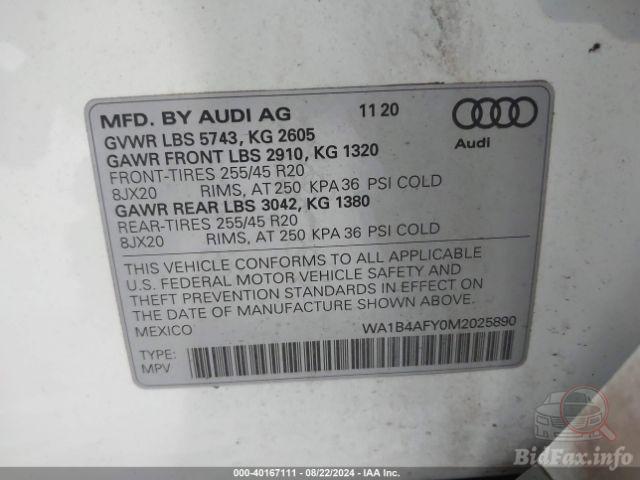 MFD. BY AUDI AG 11 20
GVWR LBS 5743, KG 2605
GAWR FRONT LBS 2910, KG 1320
FRONT-TIRES 255/45 R20
8JX20 RIMS, AT 250 KPA 36 PSI COLD
GAWR REAR LBS 3042, KG 1380
REAR-TIRES 255/45 R20
8JX20 RIMS, AT 250 KPA 36 PSI COLD
Audi
THIS VEHICLE CONFORMS TO ALL APPLICABLE
U.S. FEDERAL MOTOR VEHICLE SAFETY AND
THEFT PREVENTION STANDARDS IN EFFECT ON
THE DATE OF MANUFACTURE SHOWN ABOVE.
MEXICO WA1B4AFY0M2025890
TYPE:
MPV
BidFax.info
000-40167111 - 08/22/2024 - IAA Inc.